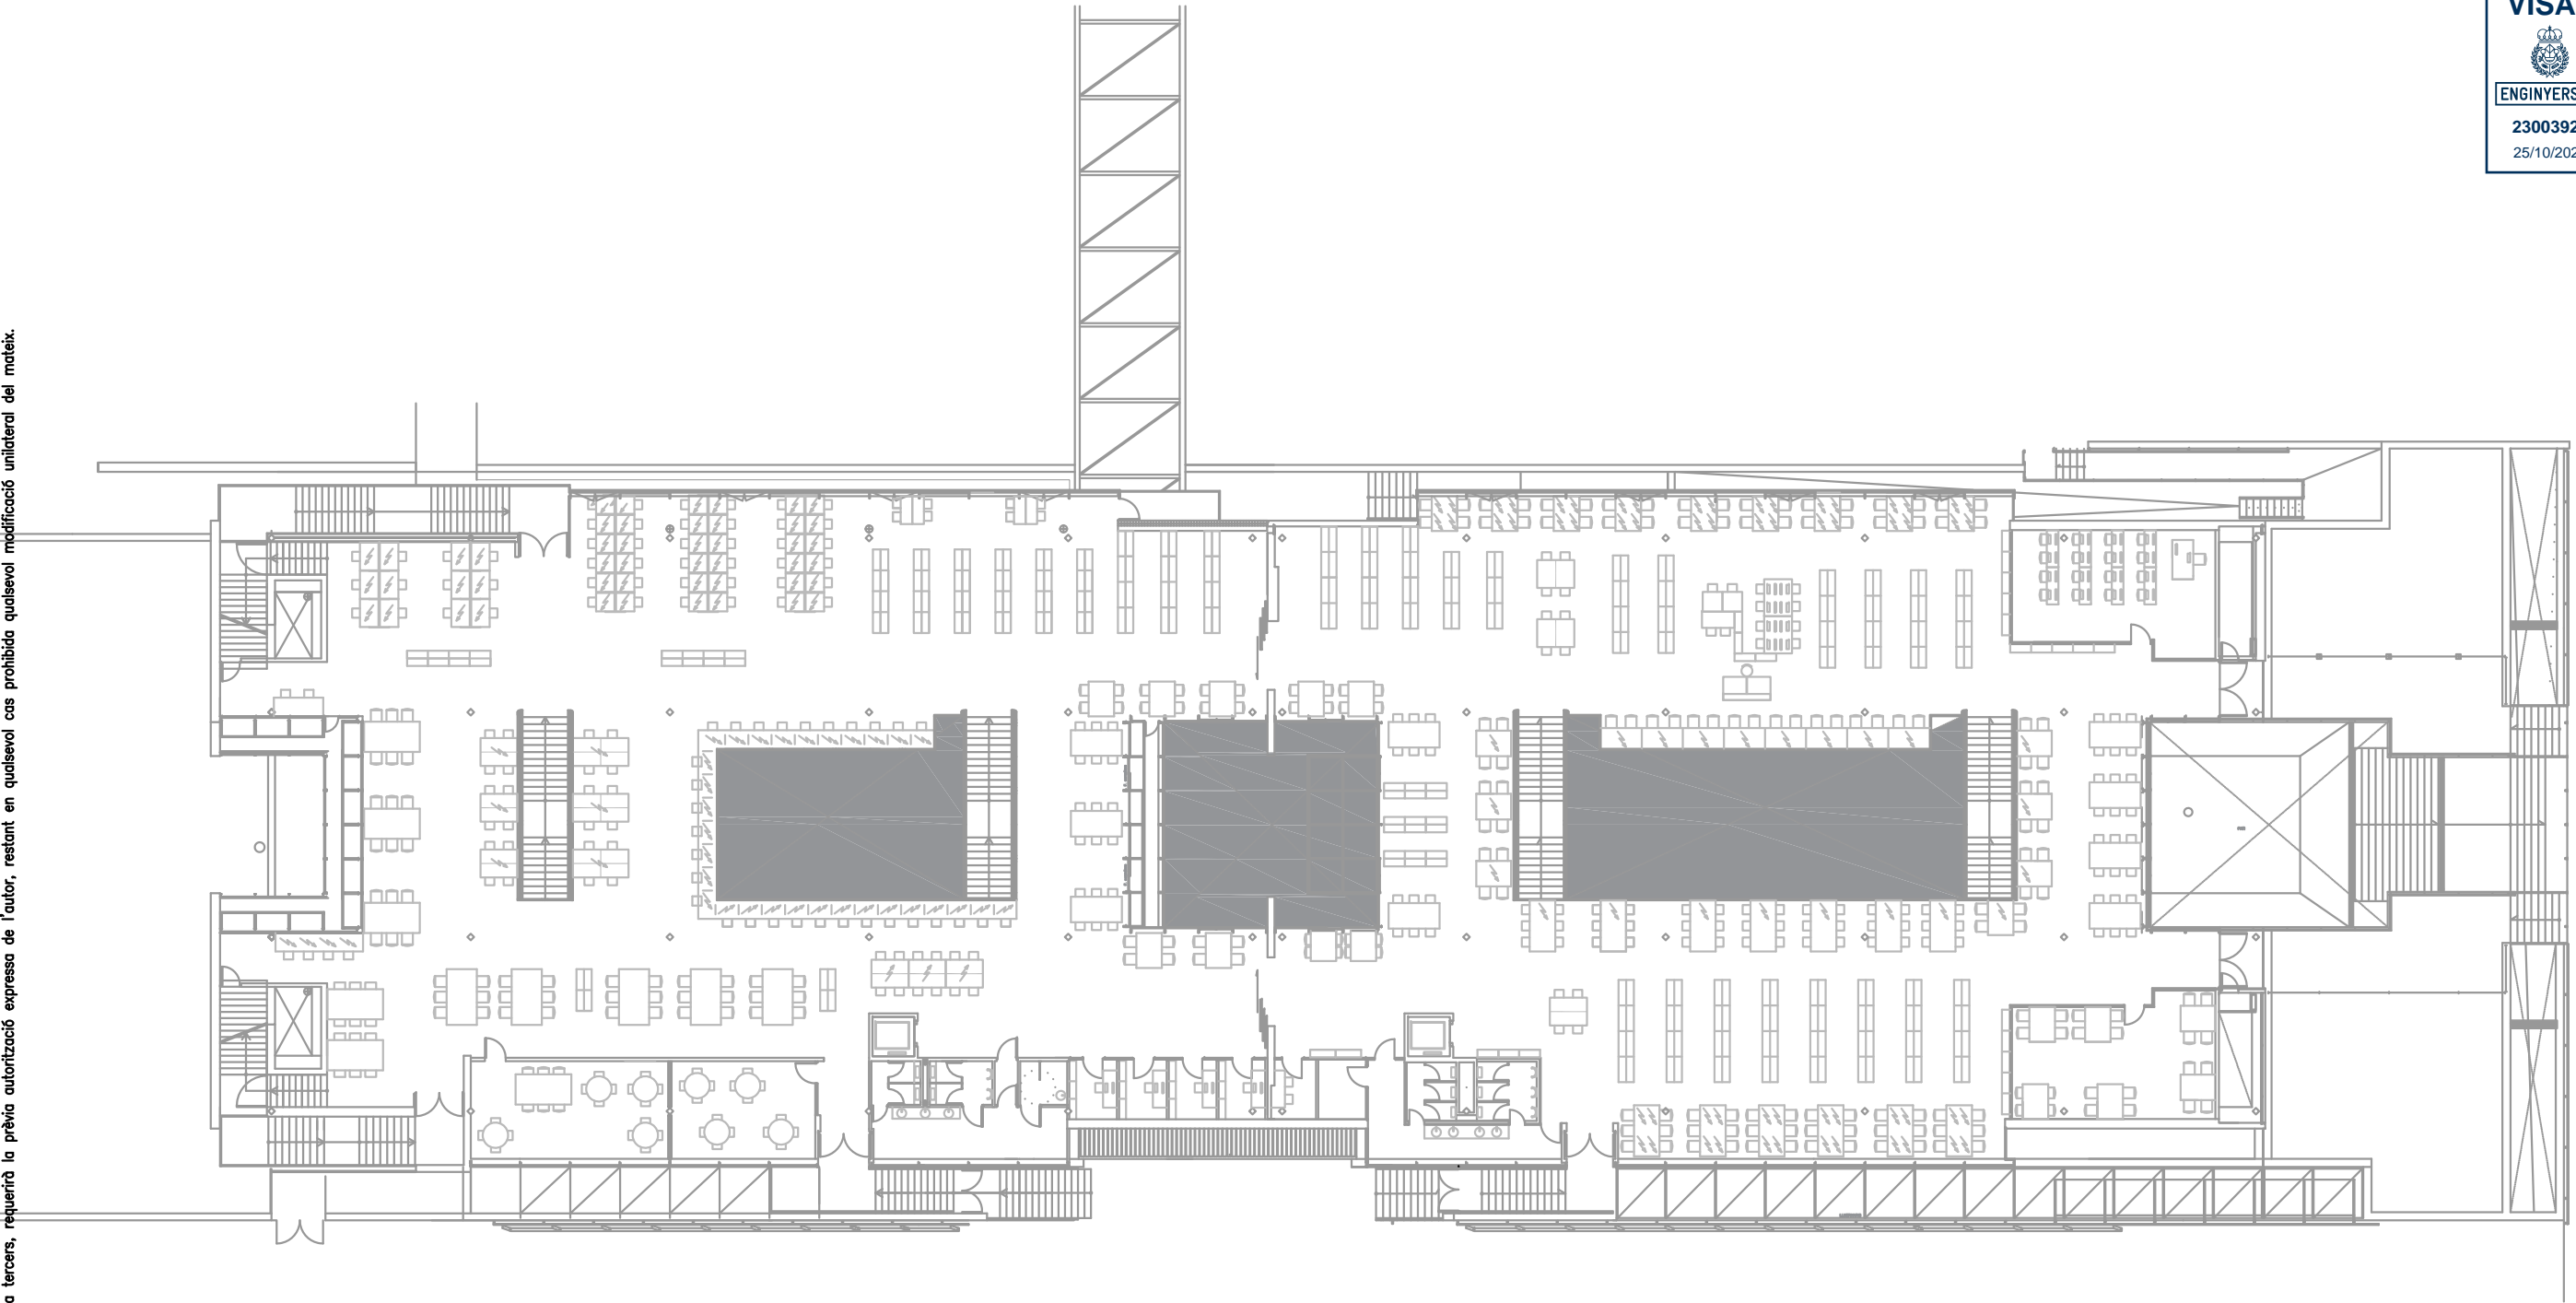 VISA
ENGINYERS
2300392
25/10/202
a tercers, requerirà la prèvia autorització expressa de l'autor, restant en qualsevol cas prohibida qualsevol modificació unilateral del mateix.